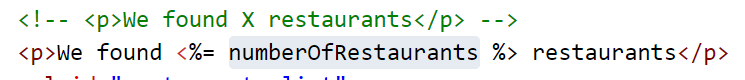 <!-- <p>We found X restaurants</p> -->
<p>We found <%= numberOfRestaurants %> restaurants</p>